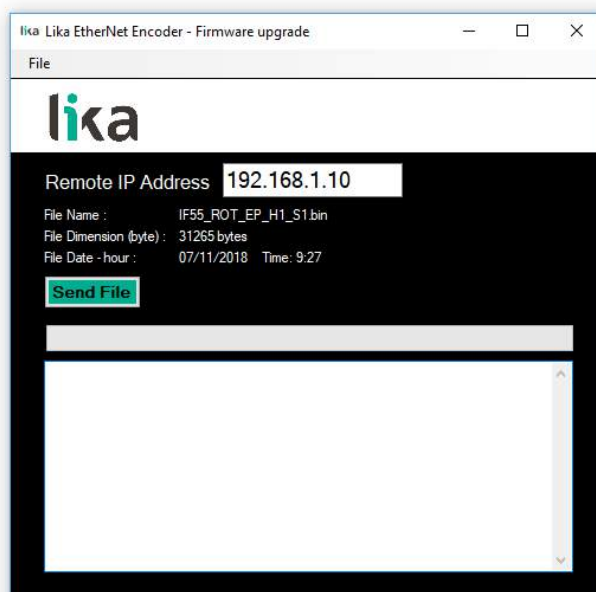 lika Lika EtherNet Encoder - Firmware upgrade
File
lika
Remote IP Address 192.168.1.10
File Name : IF55_ROT_EP_H1_S1.bin
File Dimension (byte) : 31265 bytes
File Date - hour : 07/11/2018 Time: 9:27
Send File